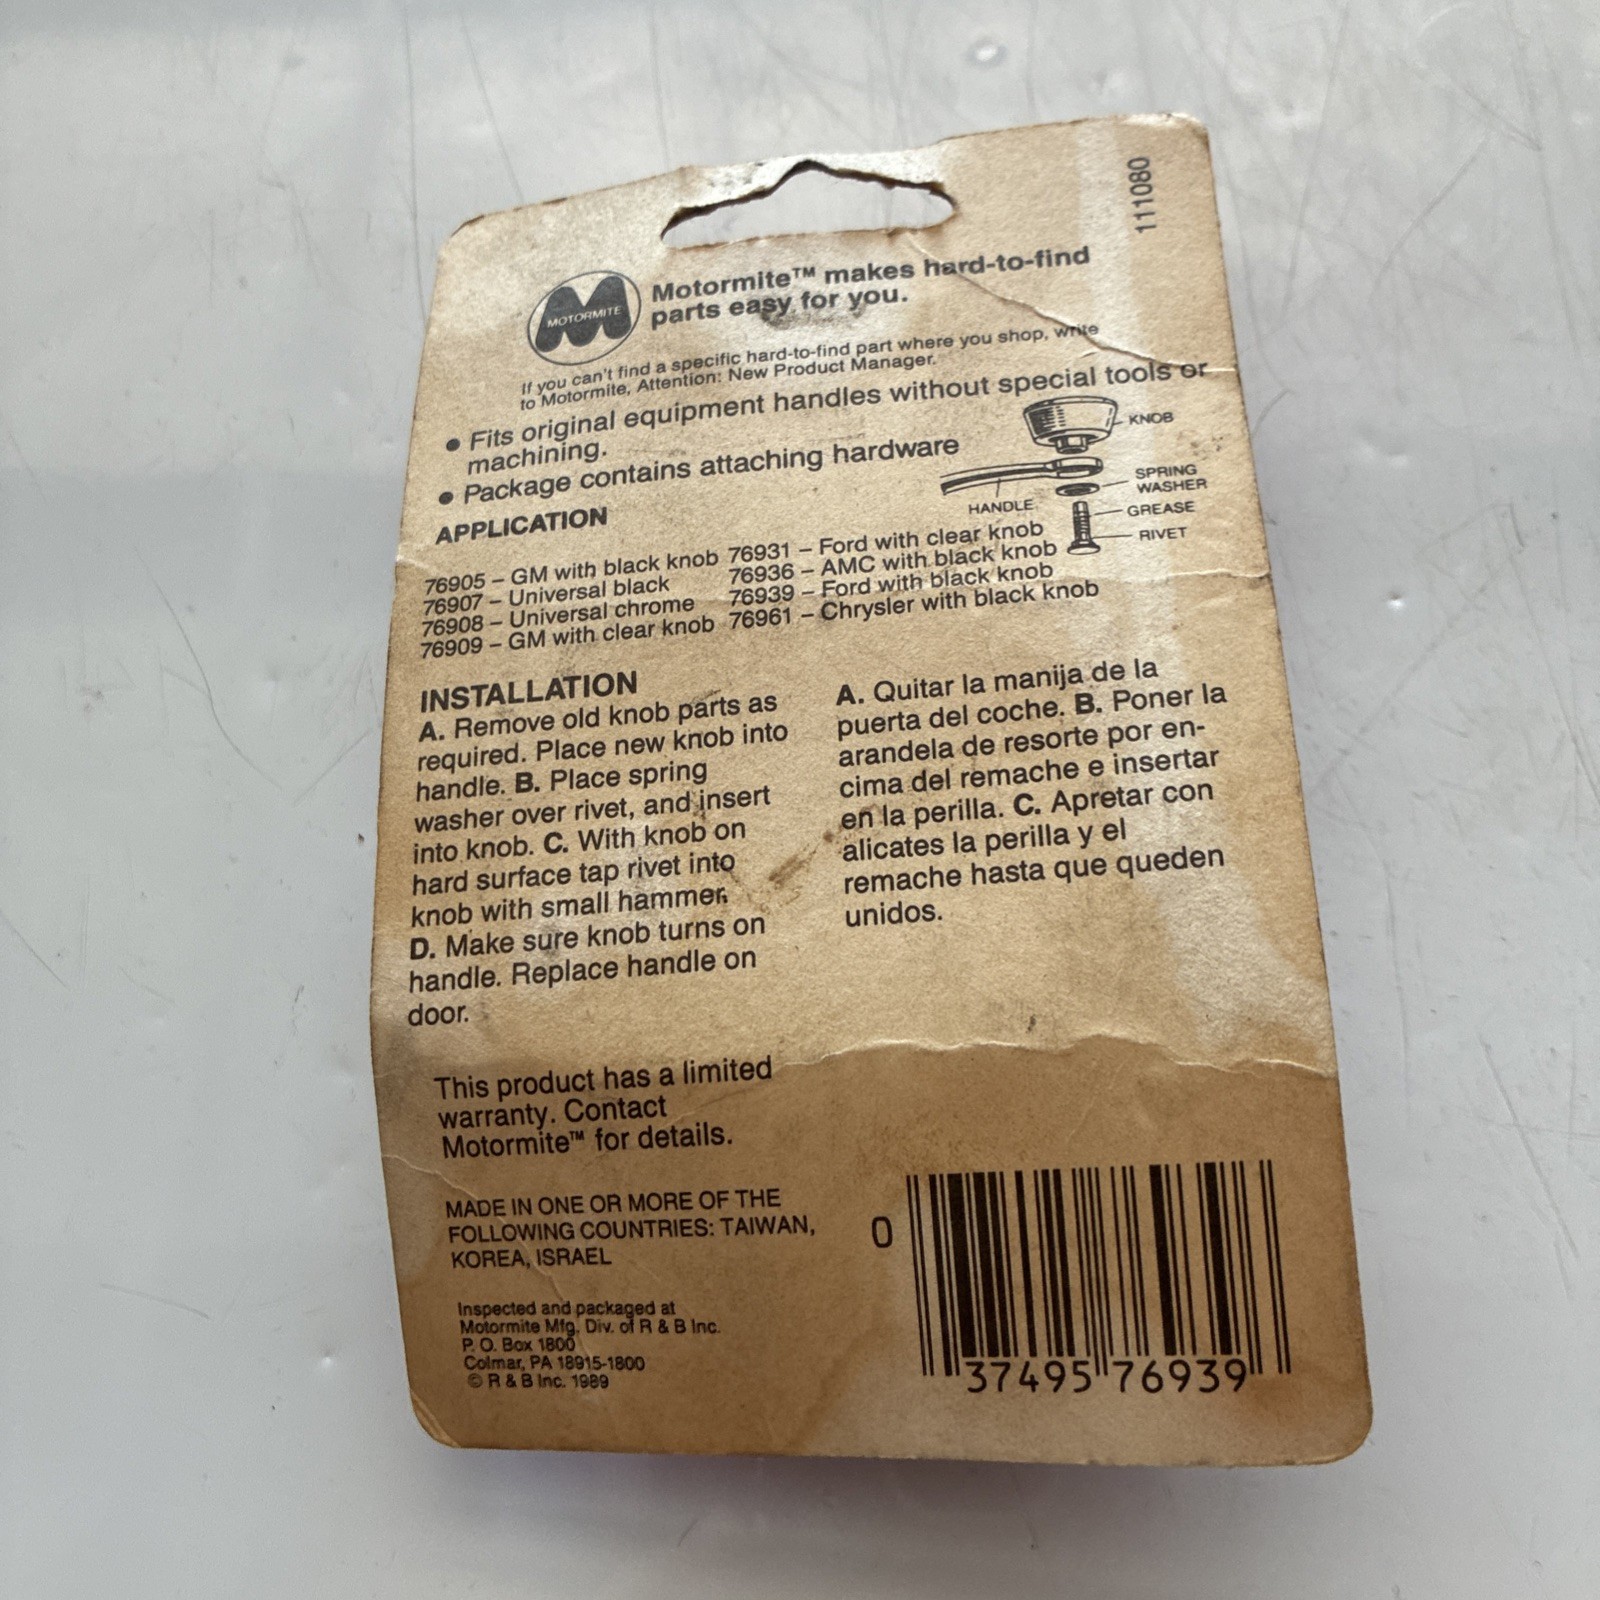 111080
MOTORMITE
Motormite™ makes hard-to-find
parts easy for you.
If you can't find a specific hard-to-find part where you shop, write
to Motormite, Attention: New Product Manager.
● Fits original equipment handles without special tools or
machining.
● Package contains attaching hardware
KNOB
SPRING
WASHER
HANDLE
GREASE
RIVET
APPLICATION
76905 – GM with black knob
76907 – Universal black
76908 – Universal chrome
76909 – GM with clear knob
76931 – Ford with clear knob
76936 – AMC with black knob
76939 – Ford with black knob
76961 – Chrysler with black knob
INSTALLATION
A. Remove old knob parts as
required. Place new knob into
handle. B. Place spring
washer over rivet, and insert
into knob. C. With knob on
hard surface tap rivet into
knob with small hammer.
D. Make sure knob turns on
handle. Replace handle on
door.
A. Quitar la manija de la
puerta del coche. B. Poner la
arandela de resorte por en-
cima del remache e insertar
en la perilla. C. Apretar con
alicates la perilla y el
remache hasta que queden
unidos.
This product has a limited
warranty. Contact
Motormite™ for details.
MADE IN ONE OR MORE OF THE
FOLLOWING COUNTRIES: TAIWAN,
KOREA, ISRAEL
Inspected and packaged at
Motormite Mfg. Div. of R & B Inc.
P. O. Box 1800
Colmar, PA 18915-1800
© R & B Inc. 1989
0 37495 76939